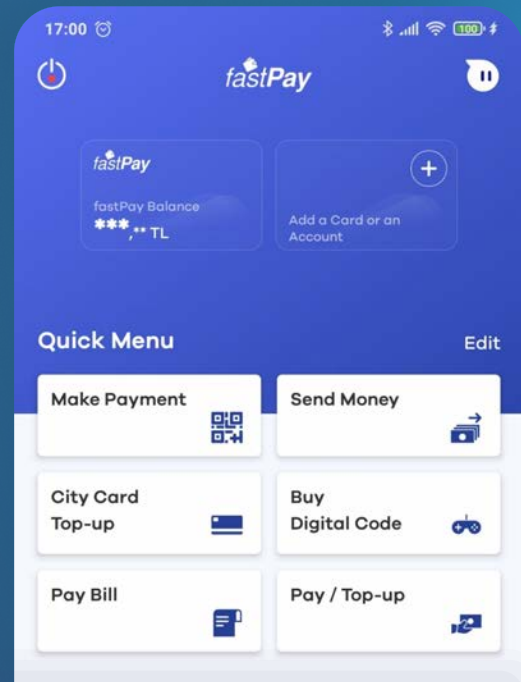 17:00
100
fastPay
fastPay
fastPay Balance
***,** TL
Add a Card or an
Account
Quick Menu
Edit
Make Payment
Send Money
City Card
Top-up
Buy
Digital Code
Pay Bill
Pay / Top-up